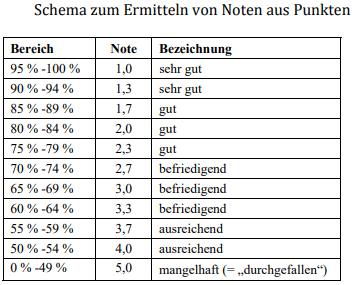 Schema zum Ermitteln von Noten aus Punkten
Bereich Note Bezeichnung
95 % -100 % 1,0 sehr gut
90 % -94 % 1,3 sehr gut
85 % -89 % 1,7 gut
80 % -84 % 2,0 gut
75 % -79 % 2,3 gut
70 % -74 % 2,7 befriedigend
65 % -69 % 3,0 befriedigend
60 % -64 % 3,3 befriedigend
55 % -59 % 3,7 ausreichend
50 % -54 % 4,0 ausreichend
0 % -49 % 5,0 mangelhaft (= „durchgefallen“)